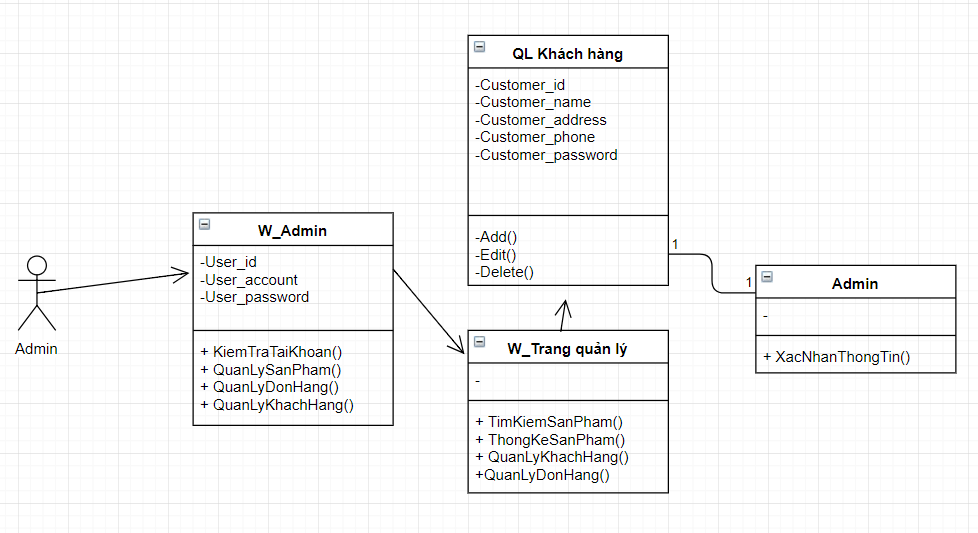 QL Khách hàng
-Customer_id
-Customer_name
-Customer_address
-Customer_phone
-Customer_password
-Add()
-Edit()
-Delete()
W_Admin
-User_id
-User_account
-User_password
+ KiemTraTaiKhoan()
+ QuanLySanPham()
+ QuanLyDonHang()
+ QuanLyKhachHang()
Admin
W_Trang quản lý
-
+ TimKiemSanPham()
+ ThongKeSanPham()
+ QuanLyKhachHang()
+QuanLyDonHang()
1
1
Admin
-
+ XacNhanThongTin()